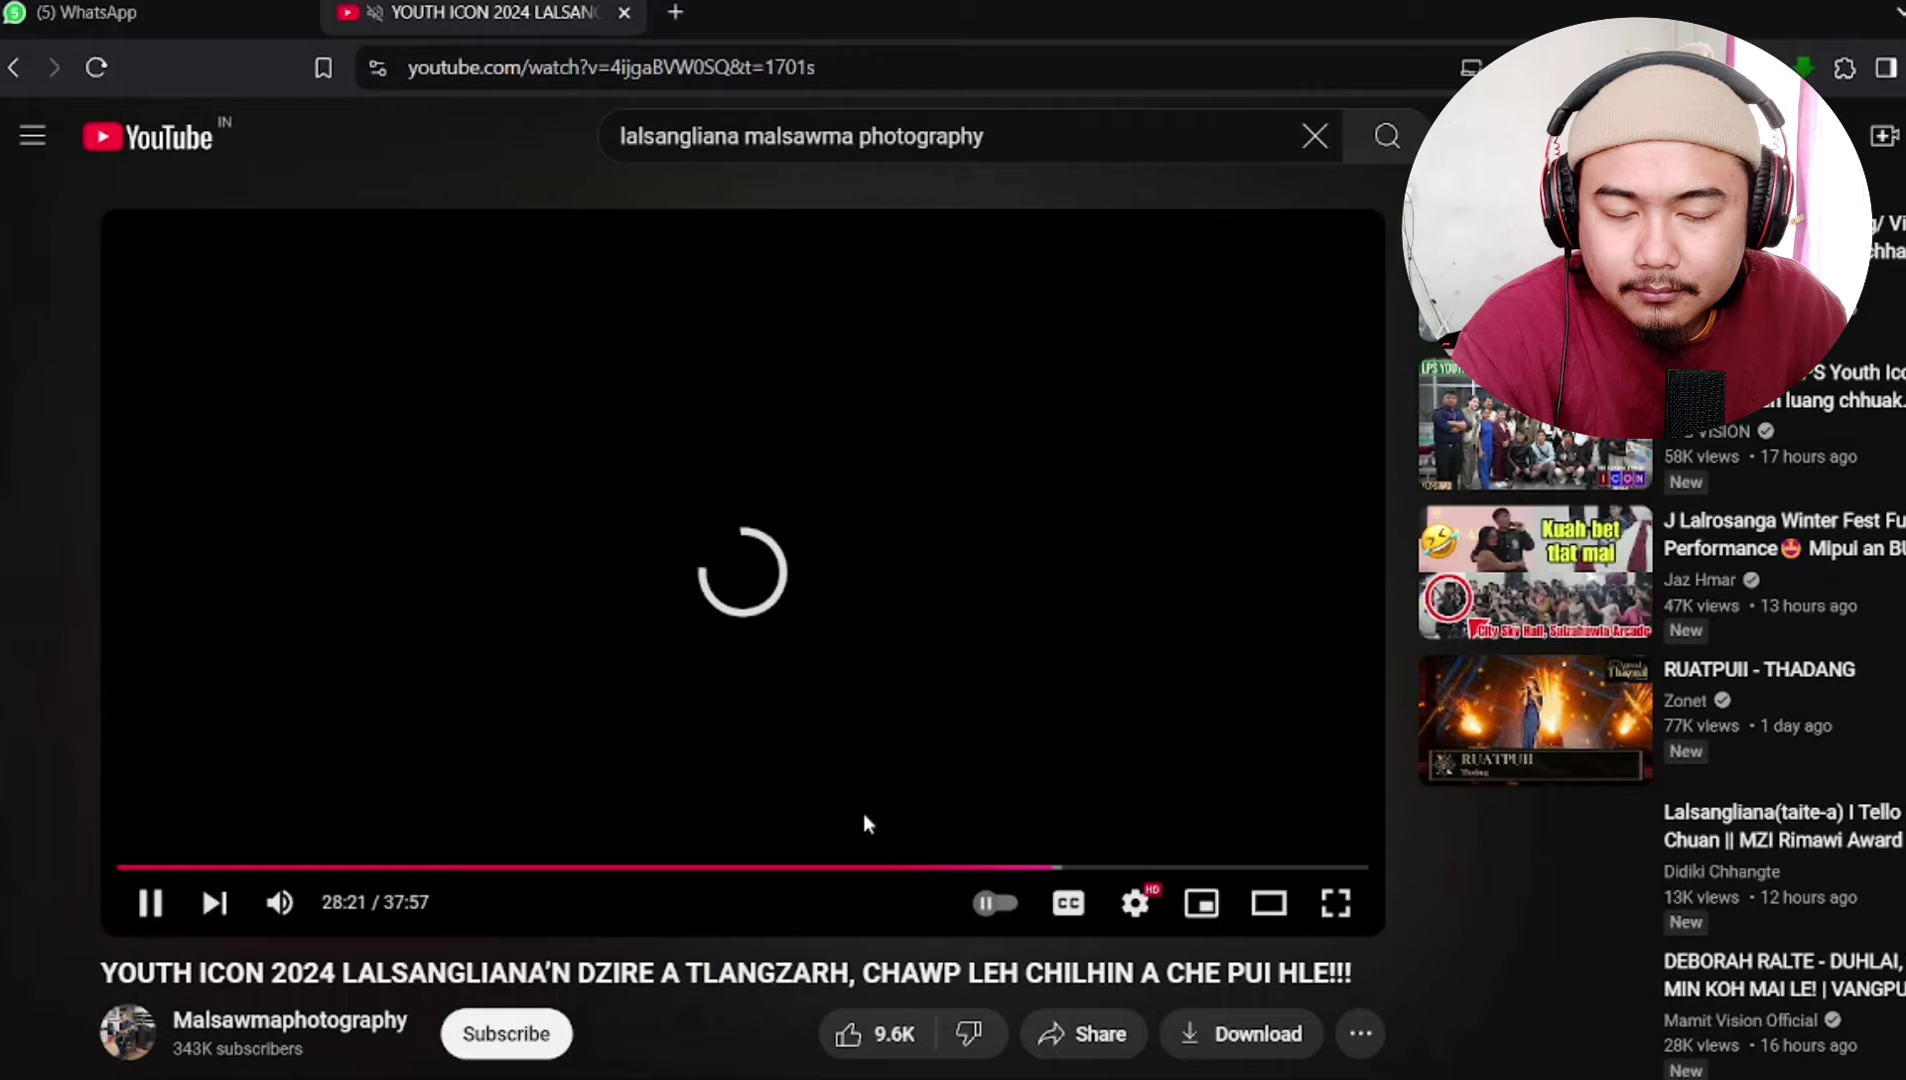 (5) WhatsApp
YOUTH ICON 2024 LALSANG
youtube.com/watch?v=4ijgaBVW0SQ&t=1701s
YouTube IN
lalsangliana malsawma photography
28:21 / 37:57
CC
HD
YOUTH ICON 2024 LALSANGLIANA’N DZIRE A TLANGZARH, CHAWP LEH CHILHIN A CHE PUI HLE!!!
Malsawmaphotography
343K subscribers
Subscribe
9.6K
Share
Download
S Youth Ico
luang chhuak.
VISION
58K views • 17 hours ago
New
ICON
J Lalrosanga Winter Fest Fu
Performance🤩 Mipui an BU
Jaz Hmar
47K views • 13 hours ago
New
Kuah bet
tlat mai
City Sky Hall, Saizahawla Arcade
RUATPUII - THADANG
Zonet
77K views • 1 day ago
New
RUATPUII
Thadang
Lalsangliana(taite-a) I Tello
Chuan || MZI Rimawi Award
Didiki Chhangte
13K views • 12 hours ago
New
DEBORAH RALTE - DUHLAI,
MIN KOH MAI LE! | VANGPU
Mamit Vision Official
28K views • 16 hours ago
New